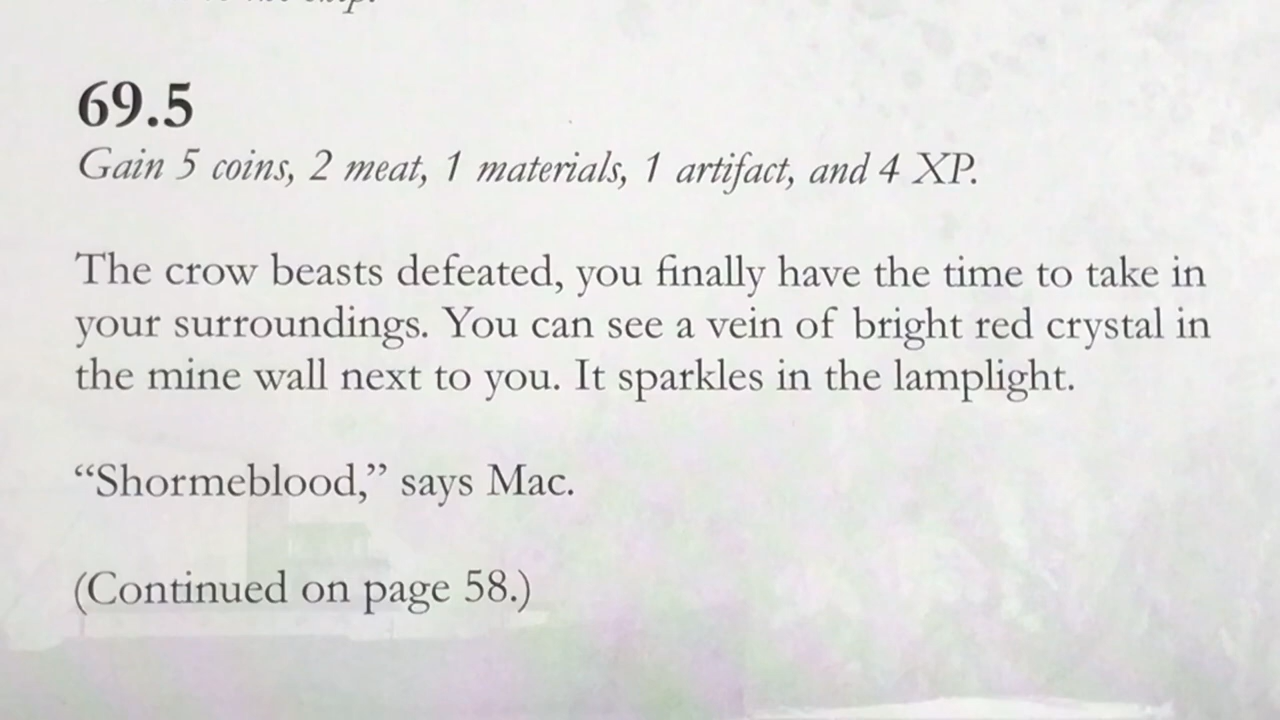 69.5
Gain 5 coins, 2 meat, 1 materials, 1 artifact, and 4 XP.
The crow beasts defeated, you finally have the time to take in
your surroundings. You can see a vein of bright red crystal in
the mine wall next to you. It sparkles in the lamplight.
“Shormeblood,” says Mac.
(Continued on page 58.)